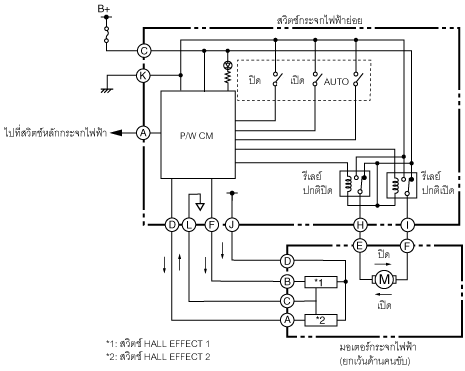 B+
สวิตช์กระจกไฟฟ้าย่อย
C
K
ปิด
เปิด
AUTO
ไปที่สวิตช์หลักกระจกไฟฟ้า
A
P/W CM
รีเลย์
ปกติปิด
รีเลย์
ปกติเปิด
D
L
F
J
H
I
E
F
ปิด
M
เปิด
D
B
*1
C
A
*2
*1: สวิตช์ HALL EFFECT 1
*2: สวิตช์ HALL EFFECT 2
มอเตอร์กระจกไฟฟ้า
(ยกเว้นด้านคนขับ)